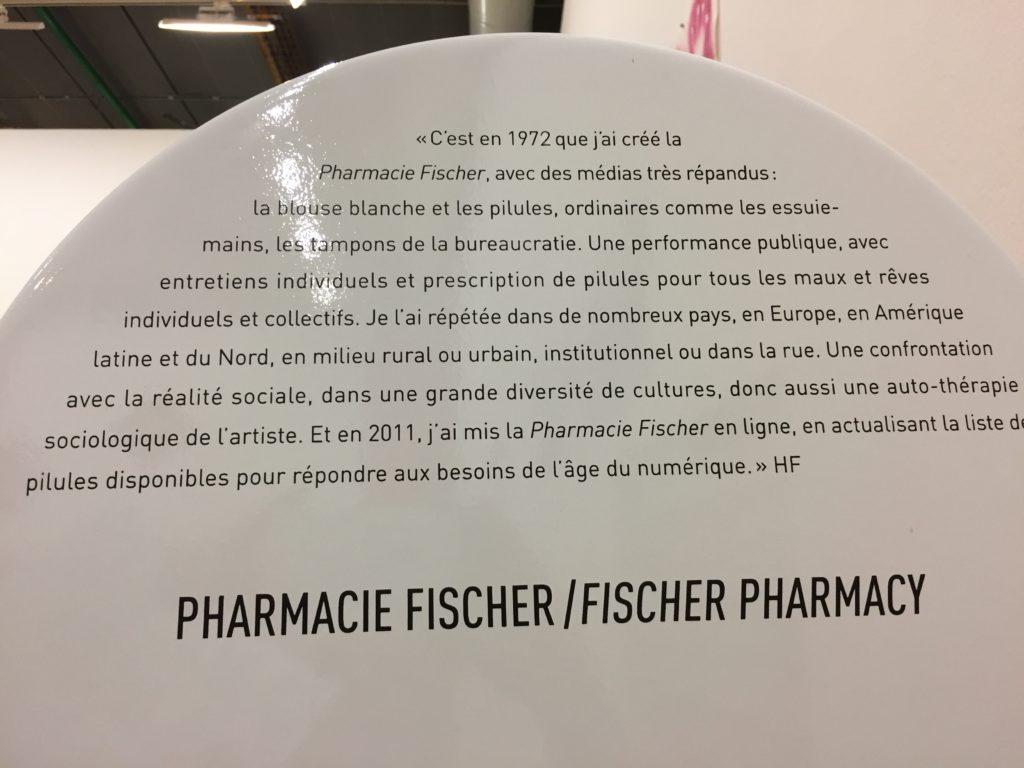 « C'est en 1972 que j'ai créé la
Pharmacie Fischer, avec des médias très répandus :
la blouse blanche et les pilules, ordinaires comme les essuie-
mains, les tampons de la bureaucratie. Une performance publique, avec
entretiens individuels et prescription de pilules pour tous les maux et rêves
individuels et collectifs. Je l'ai répétée dans de nombreux pays, en Europe, en Amérique
latine et du Nord, en milieu rural ou urbain, institutionnel ou dans la rue. Une confrontation
avec la réalité sociale, dans une grande diversité de cultures, donc aussi une auto-thérapie
sociologique de l'artiste. Et en 2011, j'ai mis la Pharmacie Fischer en ligne, en actualisant la liste de
pilules disponibles pour répondre aux besoins de l'âge du numérique. » HF
PHARMACIE FISCHER / FISCHER PHARMACY